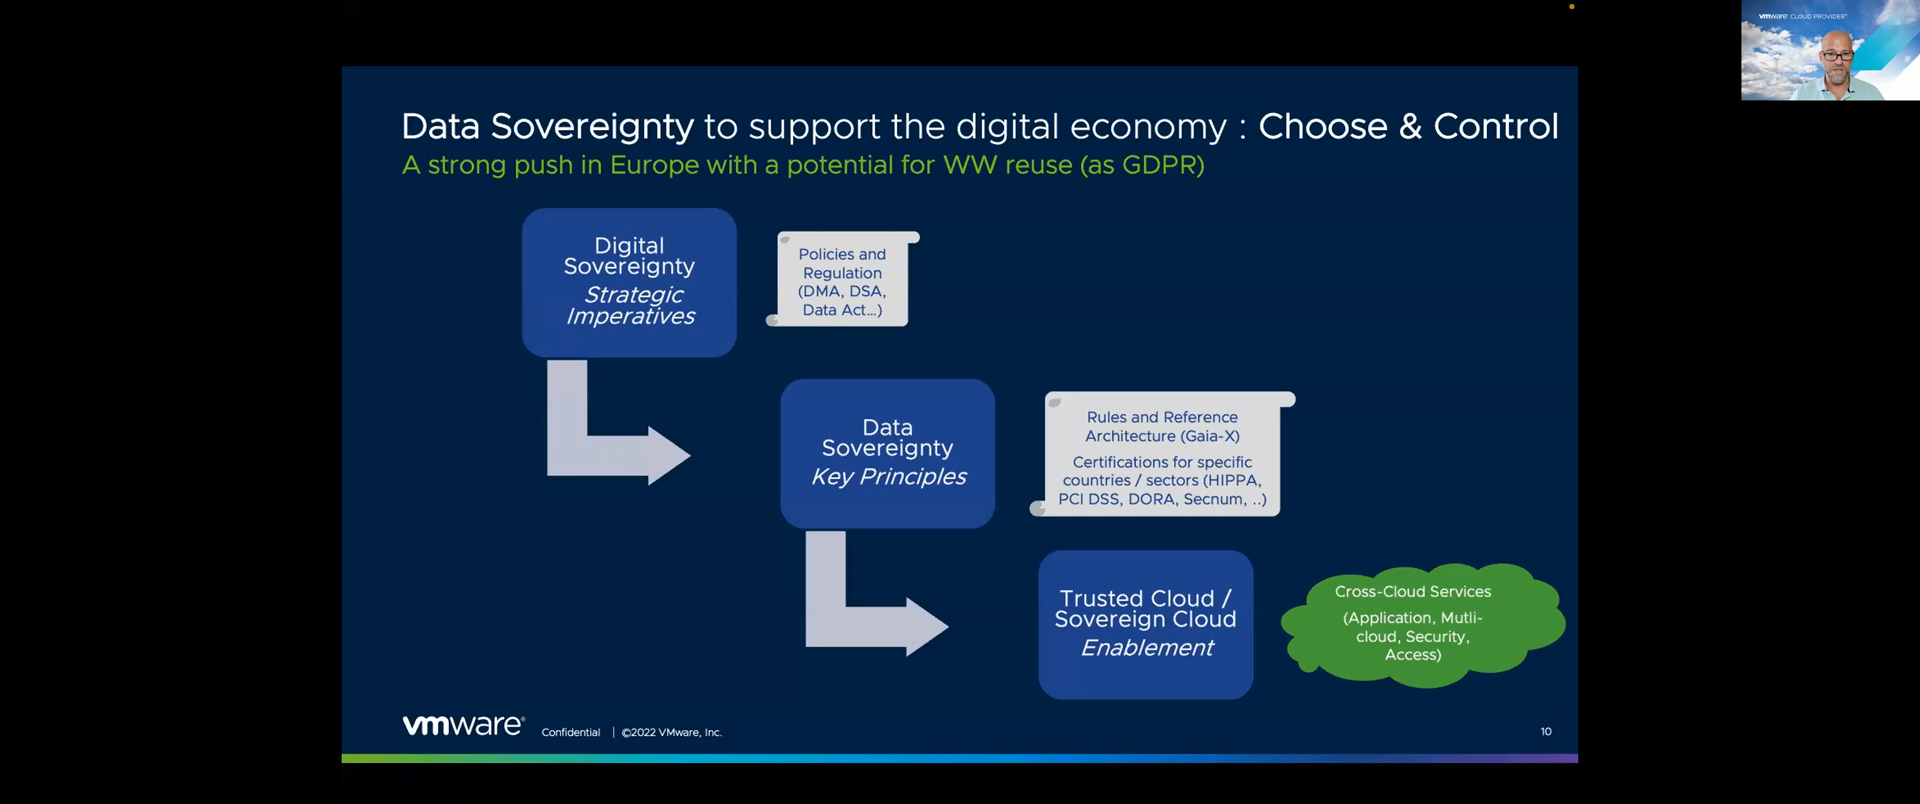 vmware CLOUD PROVIDER
Data Sovereignty to support the digital economy : Choose & Control
A strong push in Europe with a potential for WW reuse (as GDPR)
Digital
Sovereignty
Strategic
Imperatives
Policies and
Regulation
(DMA, DSA,
Data Act...)
Data
Sovereignty
Key Principles
Rules and Reference
Architecture (Gaia-X)
Certifications for specific
countries / sectors (HIPPA,
PCI DSS, DORA, Secnum, ..)
Trusted Cloud /
Sovereign Cloud
Enablement
Cross-Cloud Services
(Application, Mutli-
cloud, Security,
Access)
vmware®
Confidential | ©2022 VMware, Inc.
10